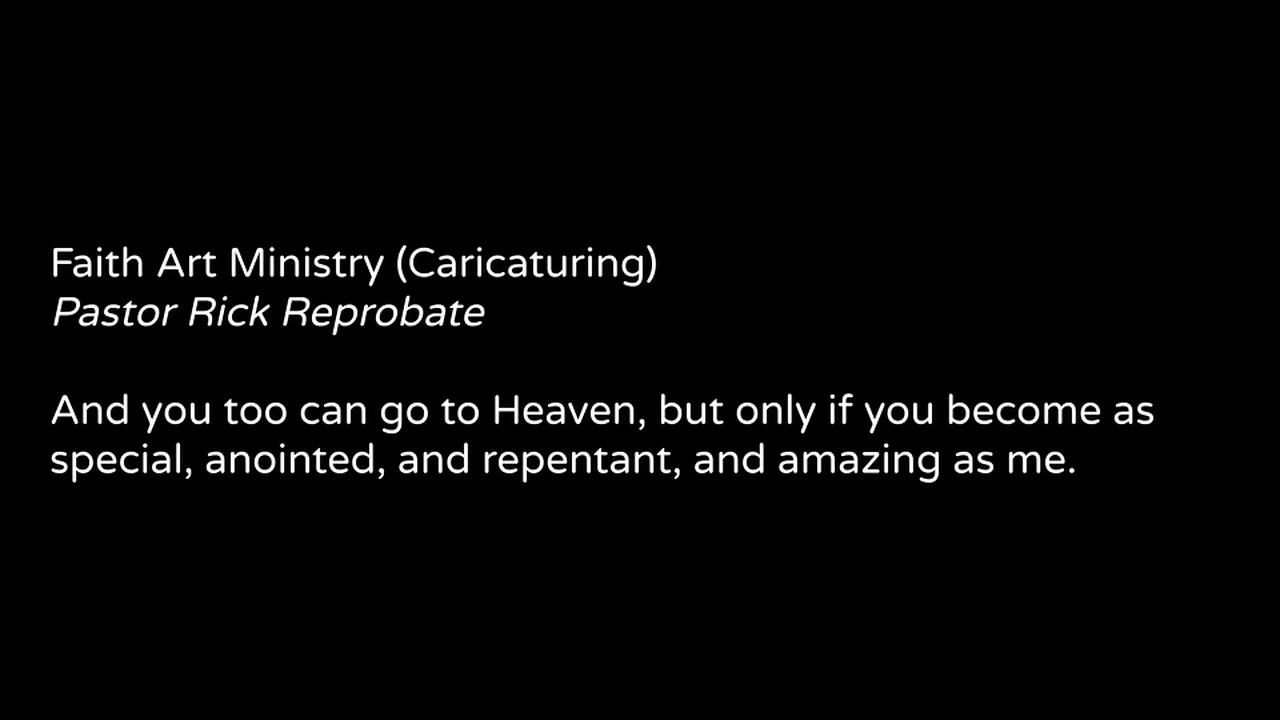 Faith Art Ministry (Caricaturing)
Pastor Rick Reprobate
And you too can go to Heaven, but only if you become as
special, anointed, and repentant, and amazing as me.